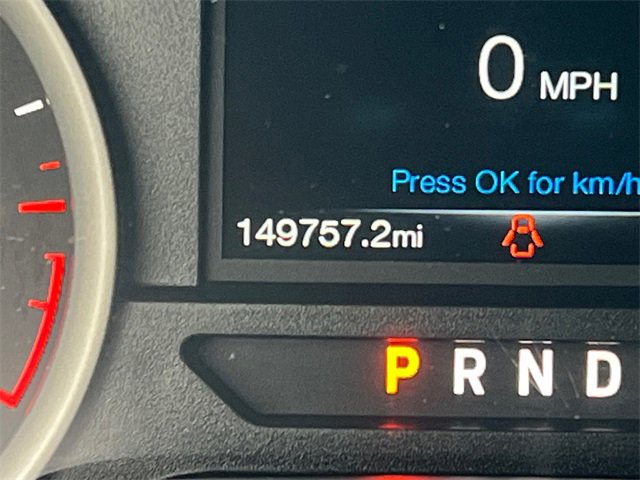 0 MPH
Press OK for km/h
149757.2mi
P R N D